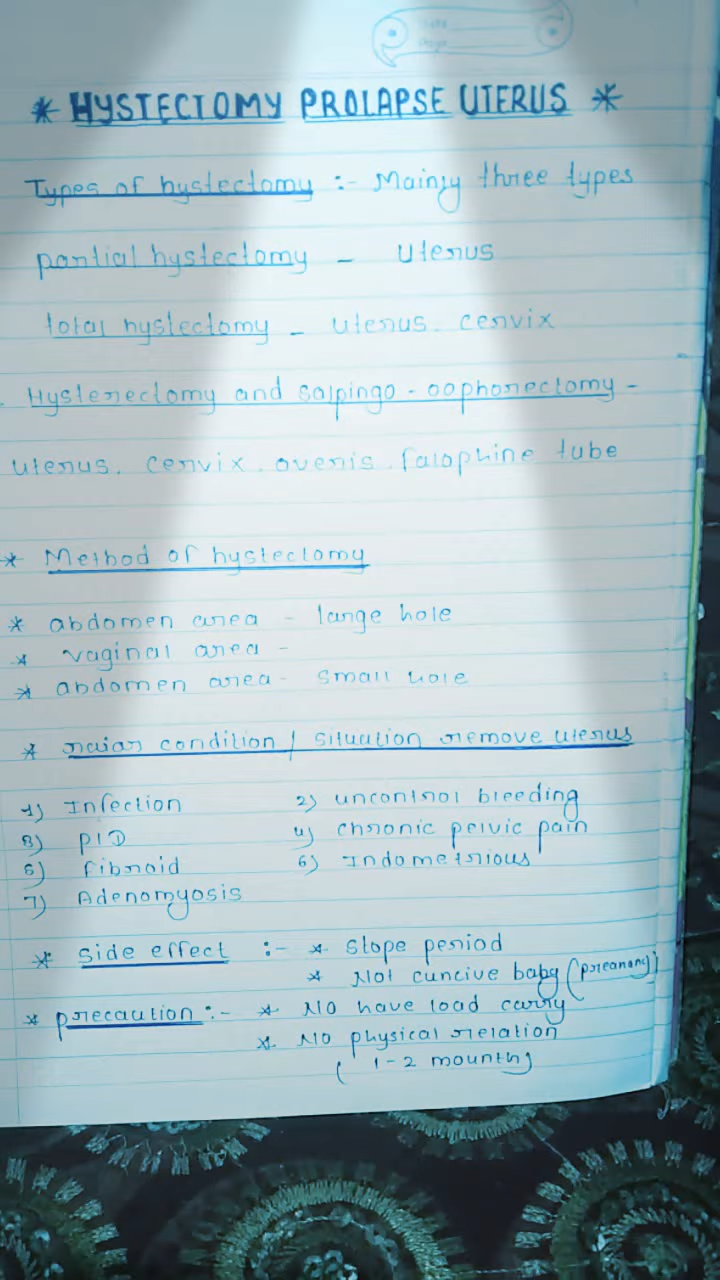 * HYSTECTOMY PROLAPSE UTERUS *
Types of hystectomy :- Mainly three types
partial hystectomy - Uterus
total hystectomy - uterus. cervix
Hysterectomy and salpingo - oophorectomy -
uterus. cervix. overis. falophine tube
* Method of hystectomy
* abdomen area - large hole
* vaginal area -
* abdomen area - small hole
* condition / situation remove uterus
1) Infection 2) uncontrol bleeding
3) PID 4) chronic pelvic pain
5) fibroid 6) Indometrious
7) Adenomyosis
* side effect :- * stope period
* Not cuncive baby (preanany)
* precaution :- * No have load carry
* No physical relation
( 1-2 mounth)